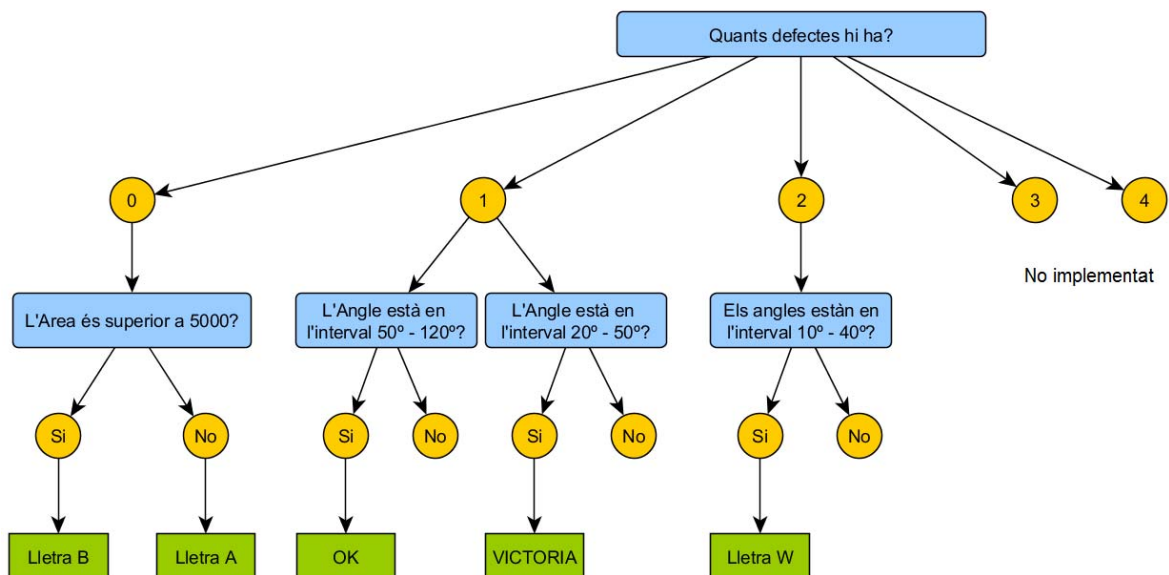 Quants defectes hi ha?
0
1
2
3
4
No implementat
L'Area és superior a 5000?
L'Angle està en
l'interval 50º - 120º?
L'Angle està en
l'interval 20º - 50º?
Els angles estàn en
l'interval 10º - 40º?
Si
No
Si
No
Si
No
Si
No
Lletra B
Lletra A
OK
VICTORIA
Lletra W